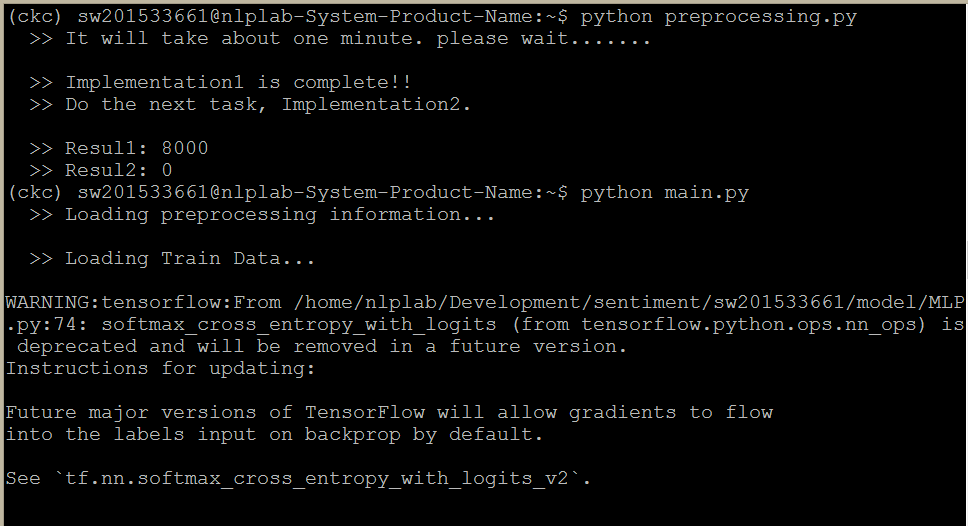 (ckc) sw201533661@nlplab-System-Product-Name:~$ python preprocessing.py
>> It will take about one minute. please wait.......
>> Implementation1 is complete!!
>> Do the next task, Implementation2.
>> Resul1: 8000
>> Resul2: 0
(ckc) sw201533661@nlplab-System-Product-Name:~$ python main.py
>> Loading preprocessing information...
>> Loading Train Data...
WARNING:tensorflow:From /home/nlplab/Development/sentiment/sw201533661/model/MLP
.py:74: softmax_cross_entropy_with_logits (from tensorflow.python.ops.nn_ops) is
deprecated and will be removed in a future version.
Instructions for updating:
Future major versions of TensorFlow will allow gradients to flow
into the labels input on backprop by default.
See `tf.nn.softmax_cross_entropy_with_logits_v2`.